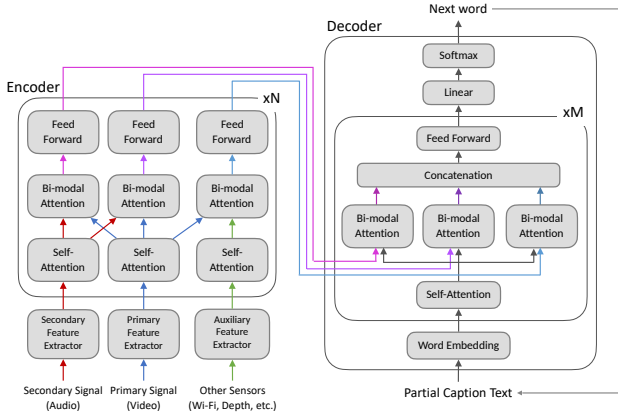 Next word
Decoder
Softmax
Linear
xM
Feed Forward
Concatenation
Bi-modal
Attention
Bi-modal
Attention
Bi-modal
Attention
Self-Attention
Word Embedding
Partial Caption Text
Encoder
xN
Feed
Forward
Feed
Forward
Feed
Forward
Bi-modal
Attention
Bi-modal
Attention
Bi-modal
Attention
Self-
Attention
Self-
Attention
Self-
Attention
Secondary
Feature
Extractor
Primary
Feature
Extractor
Auxiliary
Feature
Extractor
Secondary Signal
(Audio)
Primary Signal
(Video)
Other Sensors
(Wi-Fi, Depth, etc.)